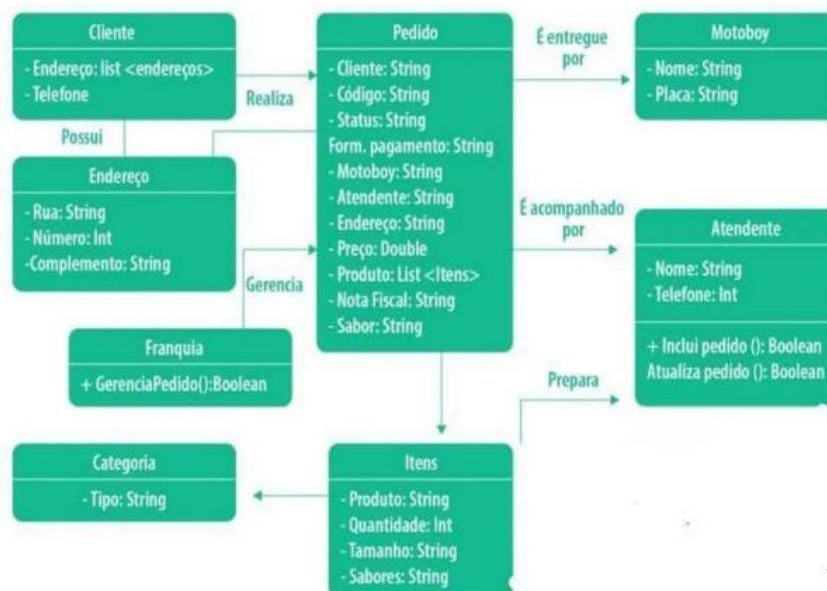 Cliente
- Endereço: list <endereços>
- Telefone
Realiza
Possui
Endereço
- Rua: String
- Número: Int
-Complemento: String
Gerencia
Franquia
+ GerenciaPedido():Boolean
Pedido
- Cliente: String
- Código: String
- Status: String
Form. pagamento: String
- Motoboy: String
- Atendente: String
- Endereço: String
- Preço: Double
- Produto: List <Itens>
- Nota Fiscal: String
- Sabor: String
É entregue
por
Motoboy
- Nome: String
- Placa: String
É acompanhado
por
Atendente
- Nome: String
- Telefone: Int
+ Inclui pedido (): Boolean
Atualiza pedido (): Boolean
Prepara
Categoria
- Tipo: String
Itens
- Produto: String
- Quantidade: Int
- Tamanho: String
- Sabores: String